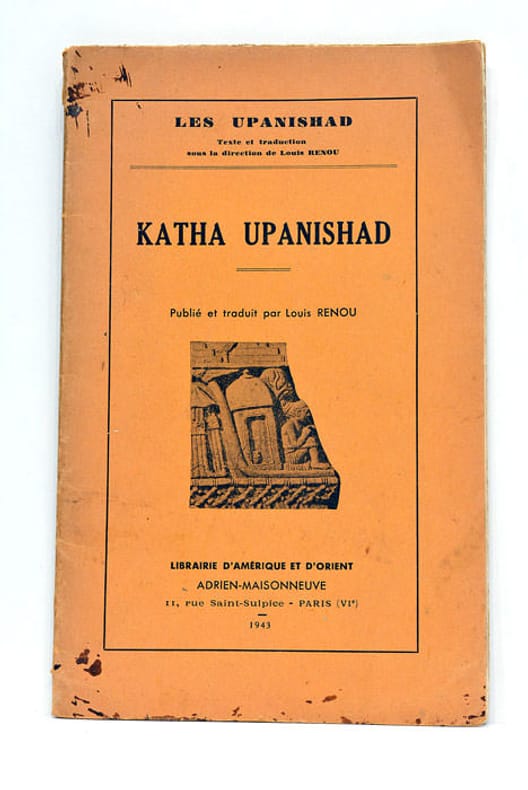 LES UPANISHAD
Texte et traduction
sous la direction de Louis RENOU
KATHA UPANISHAD
Publié et traduit par Louis RENOU
LIBRAIRIE D'AMÉRIQUE ET D'ORIENT
ADRIEN-MAISONNEUVE
11, rue Saint-Sulpice - PARIS (VIe)
1943